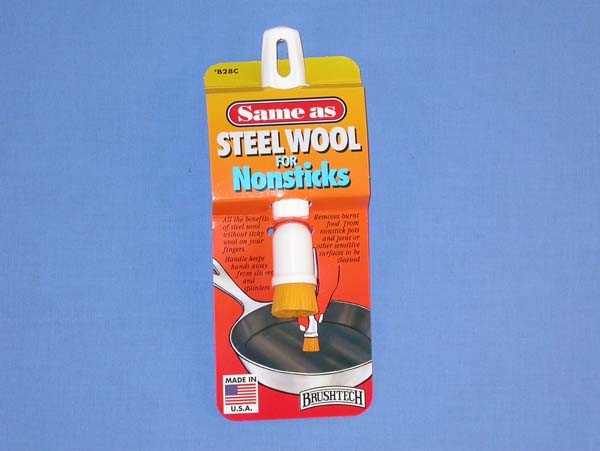 *B28C
Same as
STEEL WOOL
FOR
Nonsticks
All the benefits
of steel wool
without itchy
wool on your
fingers.
Handle keeps
hands away
from
and
splinters
Removes burnt
food from
nonstick pots
and pans or
other sensitive
surfaces to be
cleaned
MADE IN
U.S.A.
BRUSHTECH